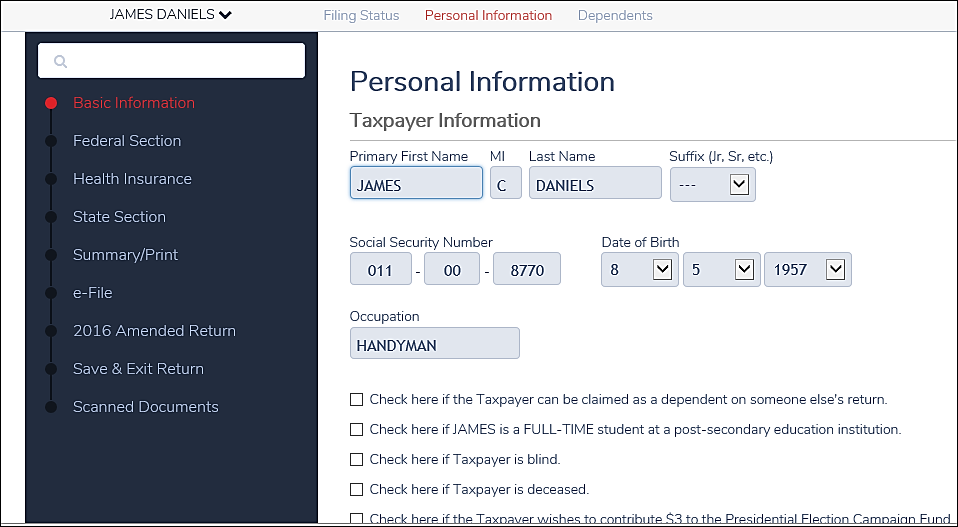 JAMES DANIELS Filing Status Personal Information Dependents
Basic Information
Federal Section
Health Insurance
State Section
Summary/Print
e-File
2016 Amended Return
Save & Exit Return
Scanned Documents
Personal Information
Taxpayer Information
Primary First Name MI Last Name Suffix (Jr, Sr, etc.)
JAMES C DANIELS ---
Social Security Number Date of Birth
011 - 00 - 8770 8 5 1957
Occupation
HANDYMAN
Check here if the Taxpayer can be claimed as a dependent on someone else's return.
Check here if JAMES is a FULL-TIME student at a post-secondary education institution.
Check here if Taxpayer is blind.
Check here if Taxpayer is deceased.
Check here if the Taxpayer wishes to contribute $3 to the Presidential Election Campaign Fund